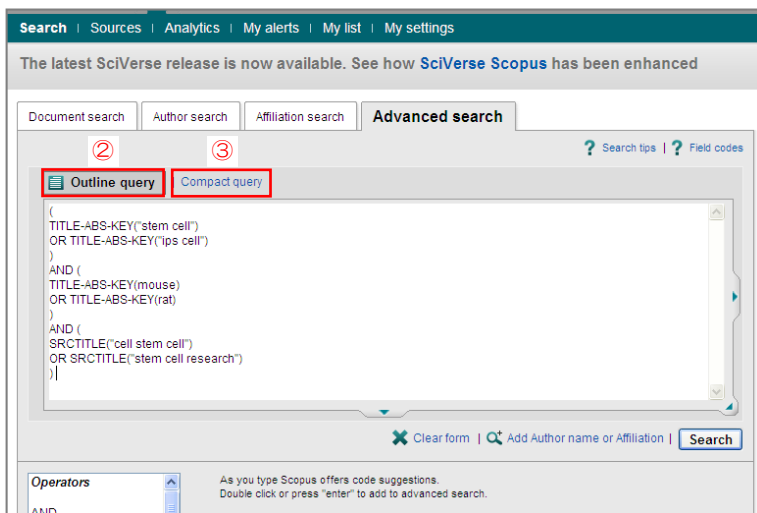 Search | Sources | Analytics | My alerts | My list | My settings
The latest SciVerse release is now available. See how SciVerse Scopus has been enhanced
Document search Author search Affiliation search Advanced search
② ③ ? Search tips | ? Field codes
Outline query | Compact query
(
TITLE-ABS-KEY("stem cell")
OR TITLE-ABS-KEY("ips cell")
)
AND (
TITLE-ABS-KEY(mouse)
OR TITLE-ABS-KEY(rat)
)
AND (
SRCTITLE("cell stem cell")
OR SRCTITLE("stem cell research")
)
Clear form | Add Author name or Affiliation | Search
Operators
AND
As you type Scopus offers code suggestions.
Double click or press "enter" to add to advanced search.